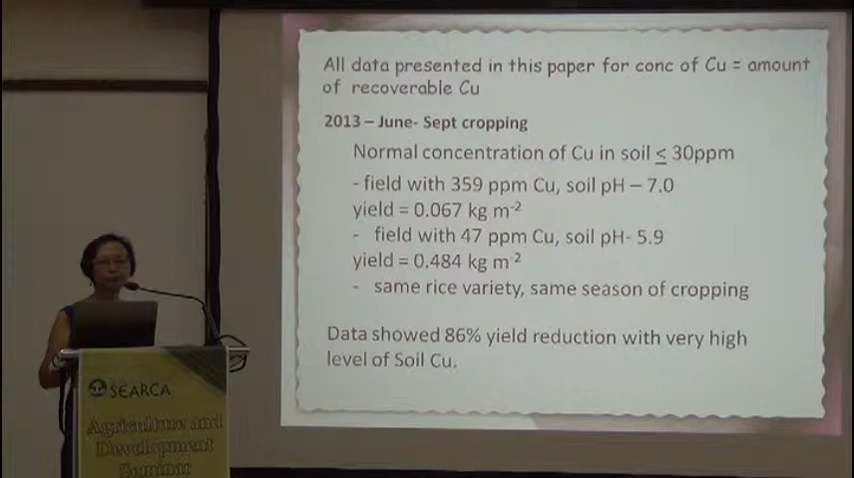 All data presented in this paper for conc of Cu = amount
of recoverable Cu
2013 – June- Sept cropping
Normal concentration of Cu in soil ≤ 30ppm
- field with 359 ppm Cu, soil pH – 7.0
yield = 0.067 kg m⁻²
- field with 47 ppm Cu, soil pH- 5.9
yield = 0.484 kg m⁻²
- same rice variety, same season of cropping
Data showed 86% yield reduction with very high
level of Soil Cu.
SEARCA
Agriculture and
Development
Seminar